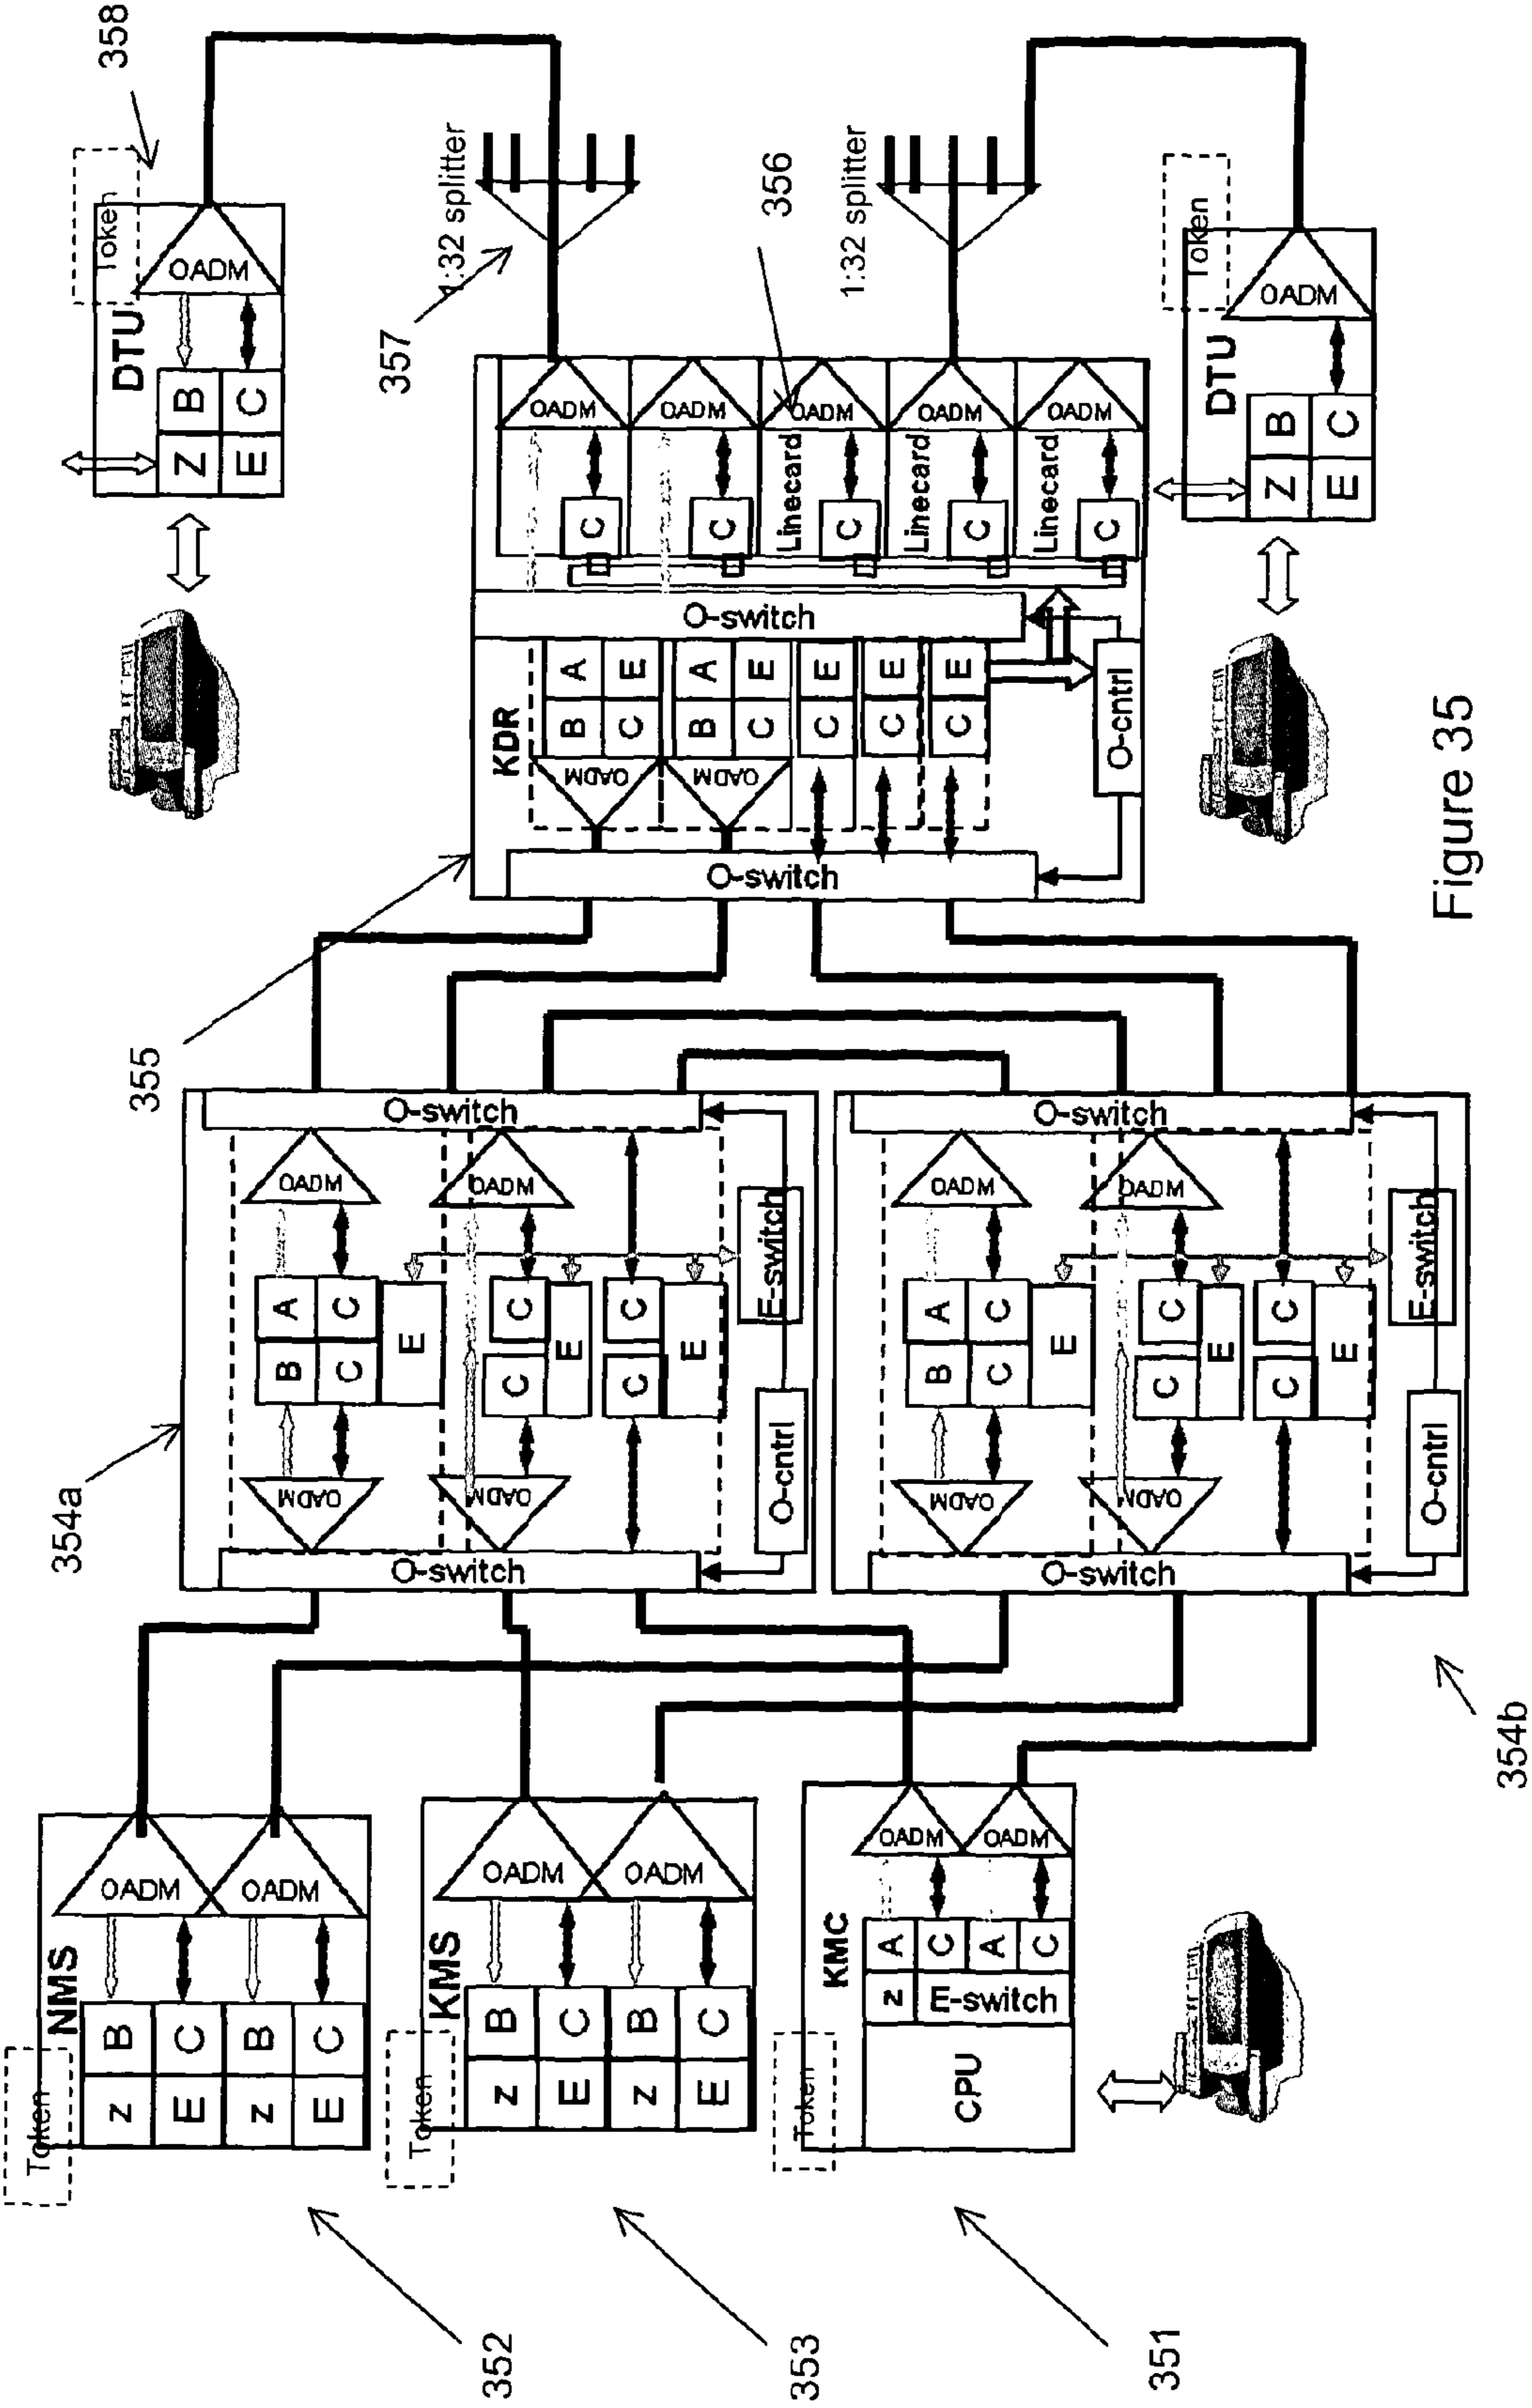 352
Token
NMS
z B
E C
z B
E C
OADM
OADM
353
Token
KMS
z B
E C
z B
E C
OADM
OADM
351
Token
KMC
CPU
z
E-switch
A
C
A
C
OADM
OADM
354a
O-switch
OADM
B A
C C
E
OADM
OADM
C C
E
OADM
C C
E
E-switch
O-cntrl
O-switch
354b
O-switch
OADM
B A
C C
E
OADM
OADM
C C
E
OADM
C C
E
E-switch
O-cntrl
O-switch
355
KDR
O-switch
OADM
B A
C E
OADM
B A
C E
C E
C E
C E
O-cntrl
O-switch
C
OADM
C
OADM
Linecard
C
OADM
Linecard
C
OADM
Linecard
C
OADM
356
357
1:32 splitter
1:32 splitter
358
Token
DTU
Z B
E C
OADM
Token
DTU
Z B
E C
OADM
Figure 35